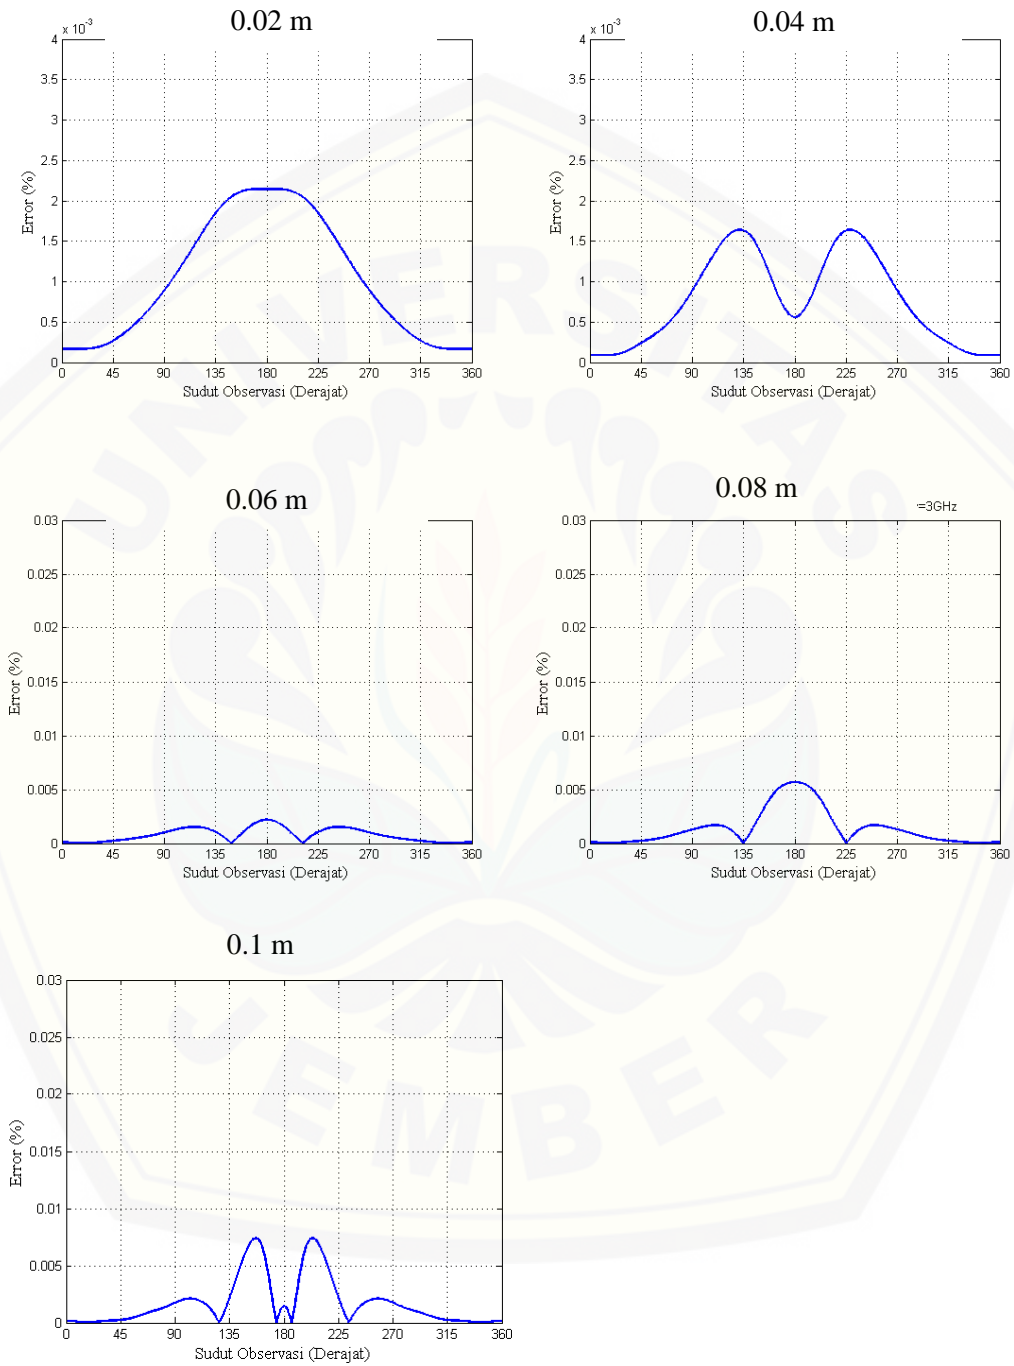 0.02 m
x 10⁻³
4
3.5
3
2.5
2
1.5
1
0.5
0
Error (%)
0 45 90 135 180 225 270 315 360
Sudut Observasi (Derajat)
0.04 m
x 10⁻³
4
3.5
3
2.5
2
1.5
1
0.5
0
Error (%)
0 45 90 135 180 225 270 315 360
Sudut Observasi (Derajat)
0.06 m
0.03
0.025
0.02
0.015
0.01
0.005
0
Error (%)
0 45 90 135 180 225 270 315 360
Sudut Observasi (Derajat)
0.08 m
=3GHz
0.03
0.025
0.02
0.015
0.01
0.005
0
Error (%)
0 45 90 135 180 225 270 315 360
Sudut Observasi (Derajat)
0.1 m
0.03
0.025
0.02
0.015
0.01
0.005
0
Error (%)
0 45 90 135 180 225 270 315 360
Sudut Observasi (Derajat)
UNIVERSITAS
JEMBER